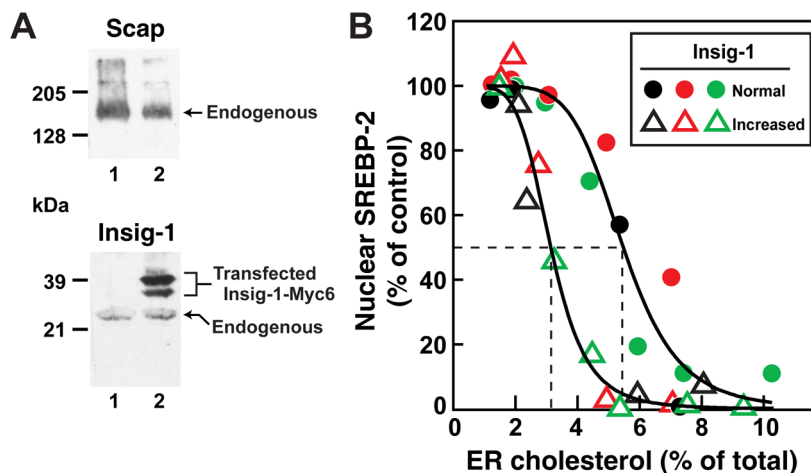 A
Scap
205
128
Endogenous
1 2
kDa
Insig-1
39
21
Transfected
Insig-1-Myc6
Endogenous
1 2
B
Nuclear SREBP-2
(% of control)
120
100
80
60
40
20
0
0 2 4 6 8 10
ER cholesterol (% of total)
Insig-1
Normal
Increased